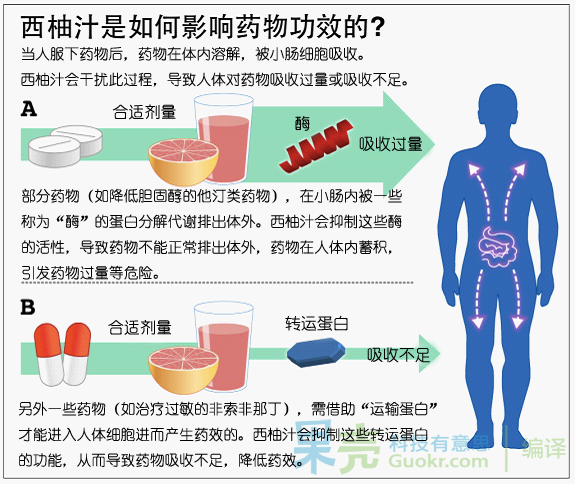 西柚汁是如何影响药物功效的?
当人服下药物后，药物在体内溶解，被小肠细胞吸收。
西柚汁会干扰此过程，导致人体对药物吸收过量或吸收不足。
A
合适剂量
酶
吸收过量
部分药物（如降低胆固醇的他汀类药物），在小肠内被一些
称为“酶”的蛋白分解代谢排出体外。西柚汁会抑制这些酶
的活性，导致药物不能正常排出体外，药物在人体内蓄积，
引发药物过量等危险。
B
合适剂量
转运蛋白
吸收不足
另外一些药物（如治疗过敏的非索非那丁），需借助“运输蛋白”
才能进入人体细胞进而产生药效的。西柚汁会抑制这些转运蛋白
的功能，从而导致药物吸收不足，降低药效。
果壳 科技有意思
Guokr.com 编译